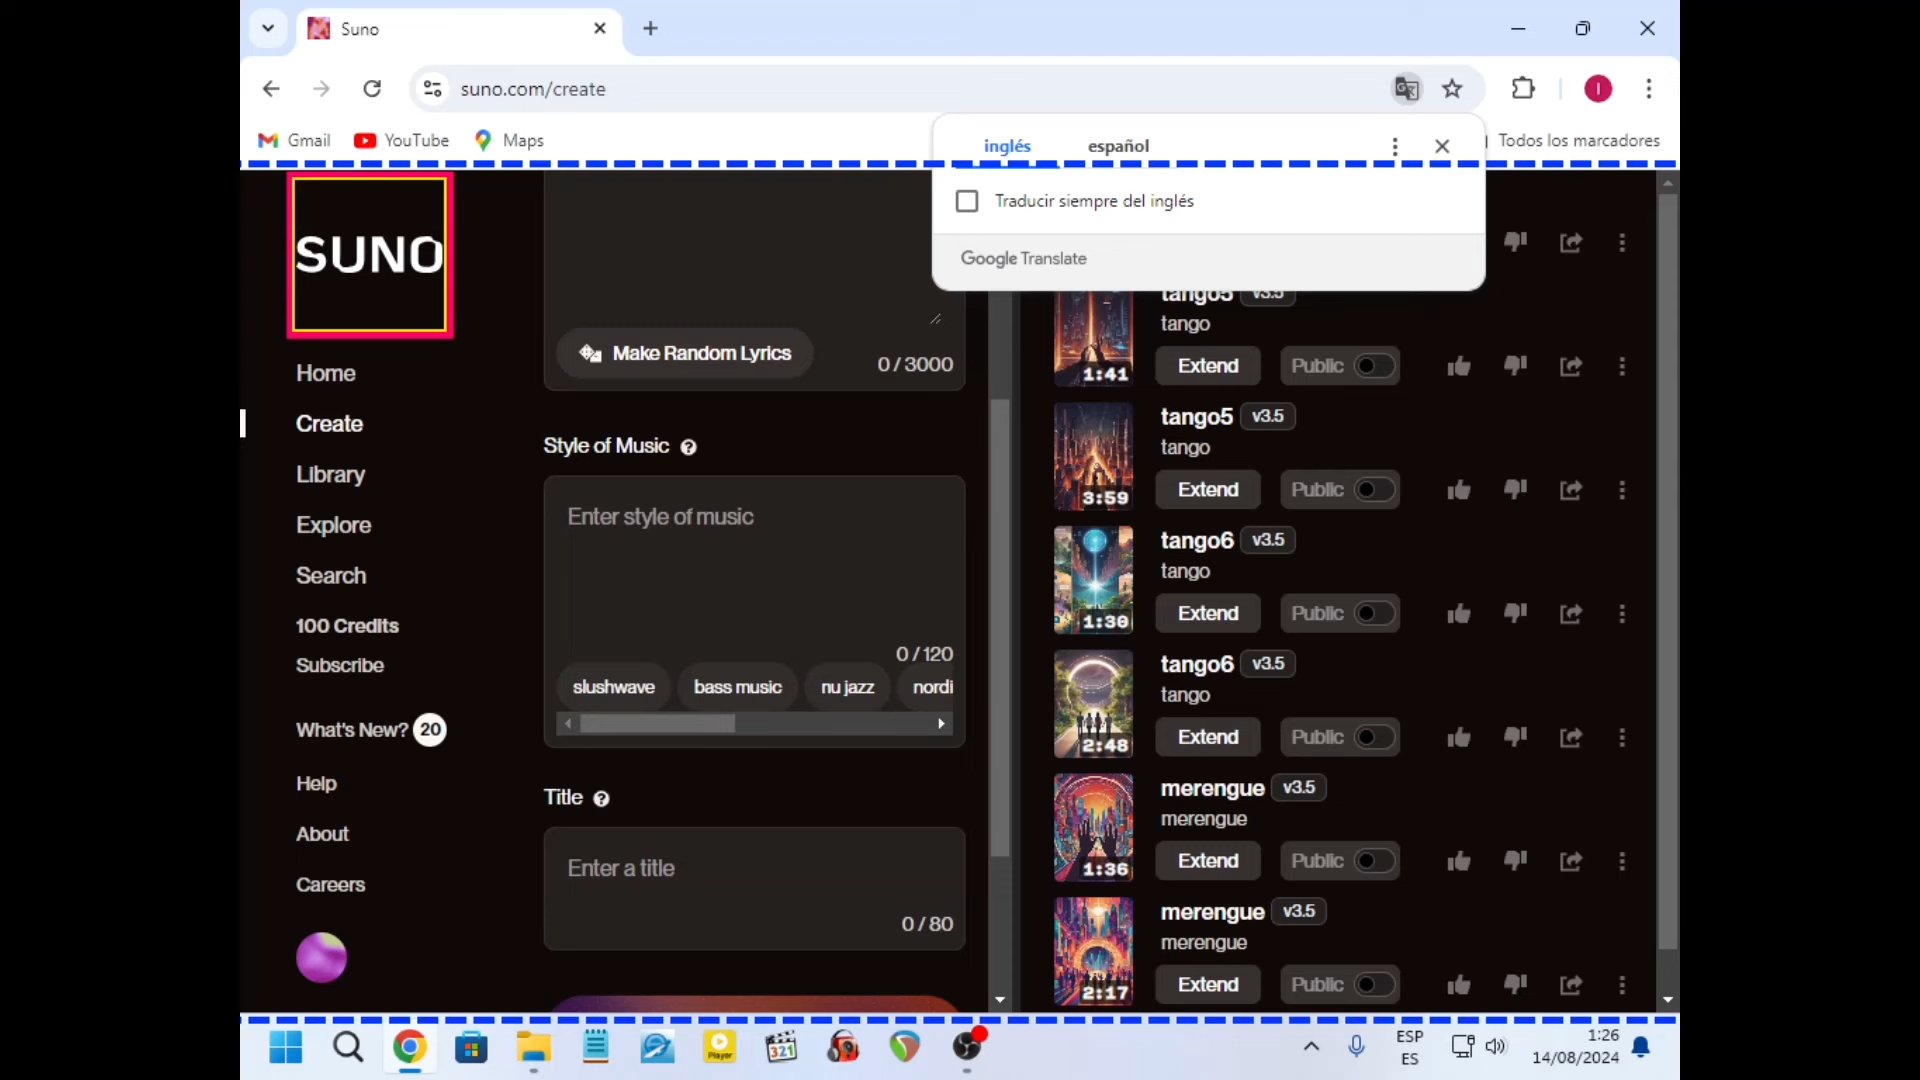 Suno
suno.com/create
Gmail
YouTube
Maps
Todos los marcadores
inglés
español
Traducir siempre del inglés
Google Translate
SUNO
Home
Create
Library
Explore
Search
100 Credits
Subscribe
What's New? 20
Help
About
Careers
Make Random Lyrics
0 / 3000
Style of Music
Enter style of music
0 / 120
slushwave
bass music
nu jazz
nordi
Title
Enter a title
0 / 80
tango5 v3.5
tango
1:41
Extend
Public
tango5 v3.5
tango
3:59
Extend
Public
tango6 v3.5
tango
1:30
Extend
Public
tango6 v3.5
tango
2:48
Extend
Public
merengue v3.5
merengue
1:36
Extend
Public
merengue v3.5
merengue
2:17
Extend
Public
Player
321
ESP
ES
1:26
14/08/2024
I